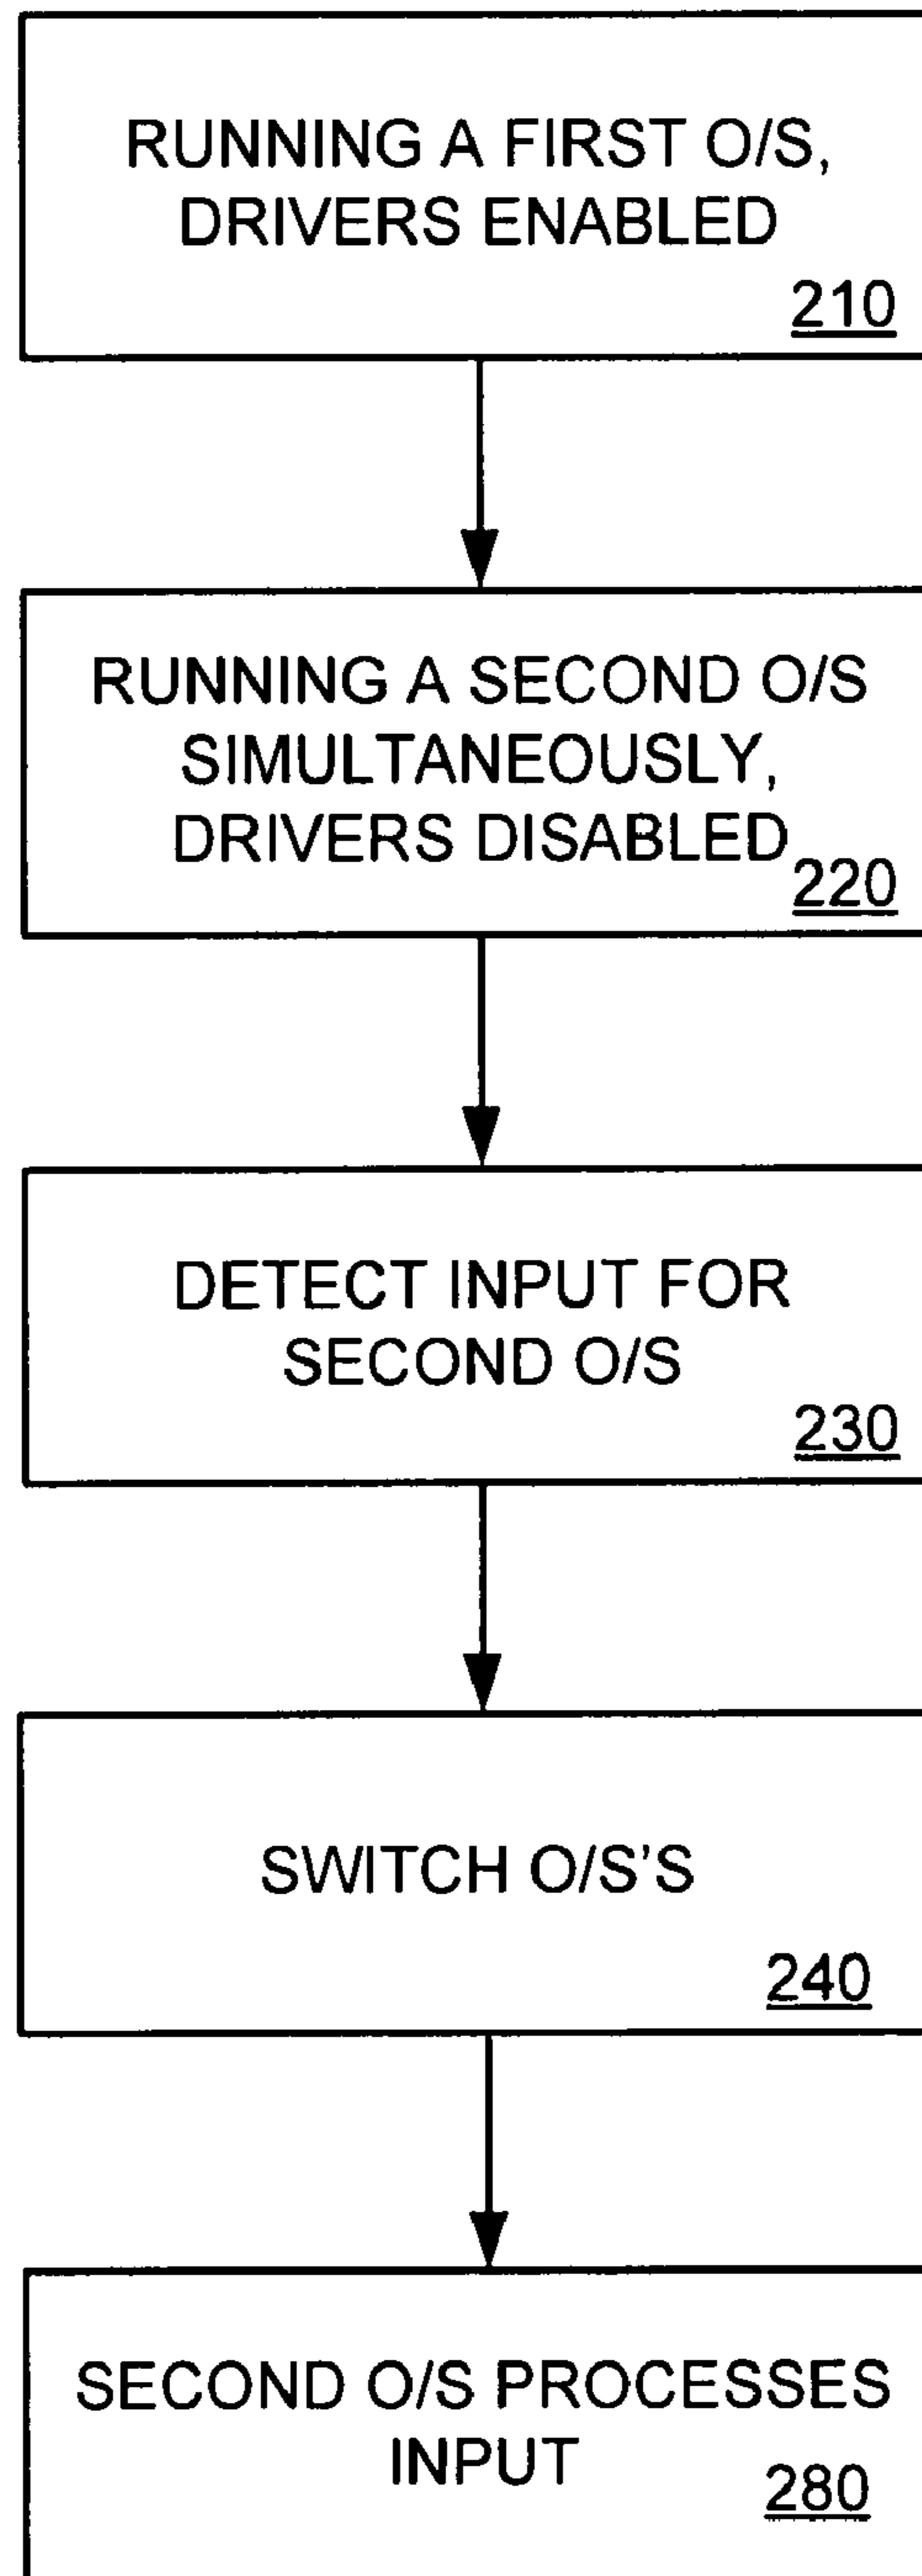 RUNNING A FIRST O/S,
DRIVERS ENABLED
210
RUNNING A SECOND O/S
SIMULTANEOUSLY,
DRIVERS DISABLED
220
DETECT INPUT FOR
SECOND O/S
230
SWITCH O/S'S
240
SECOND O/S PROCESSES
INPUT
280